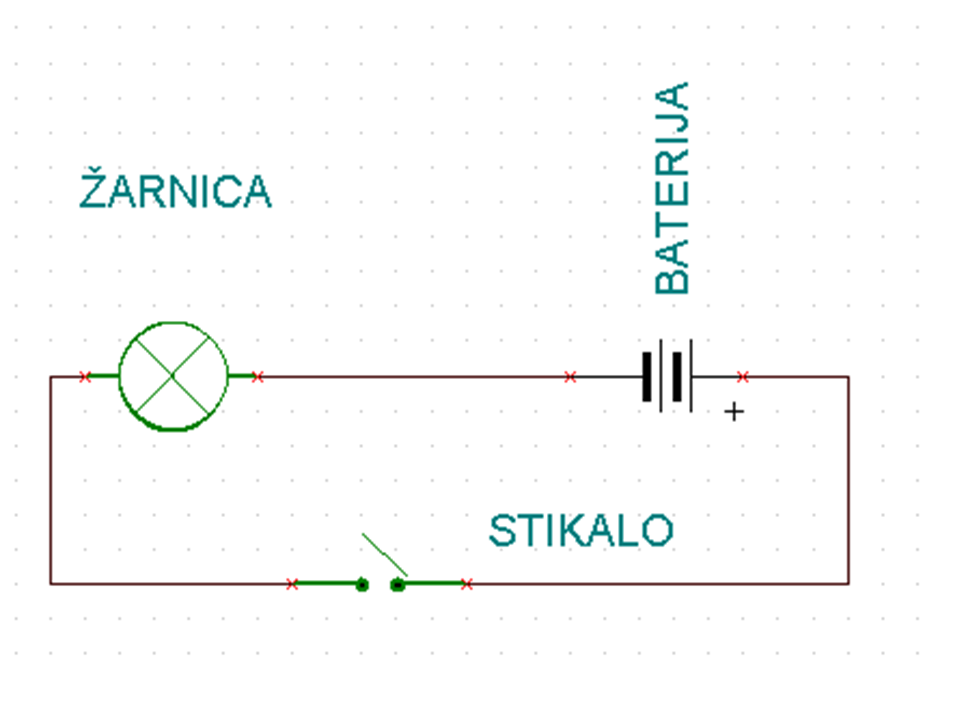 ŽARNICA
BATERIJA
+
STIKALO